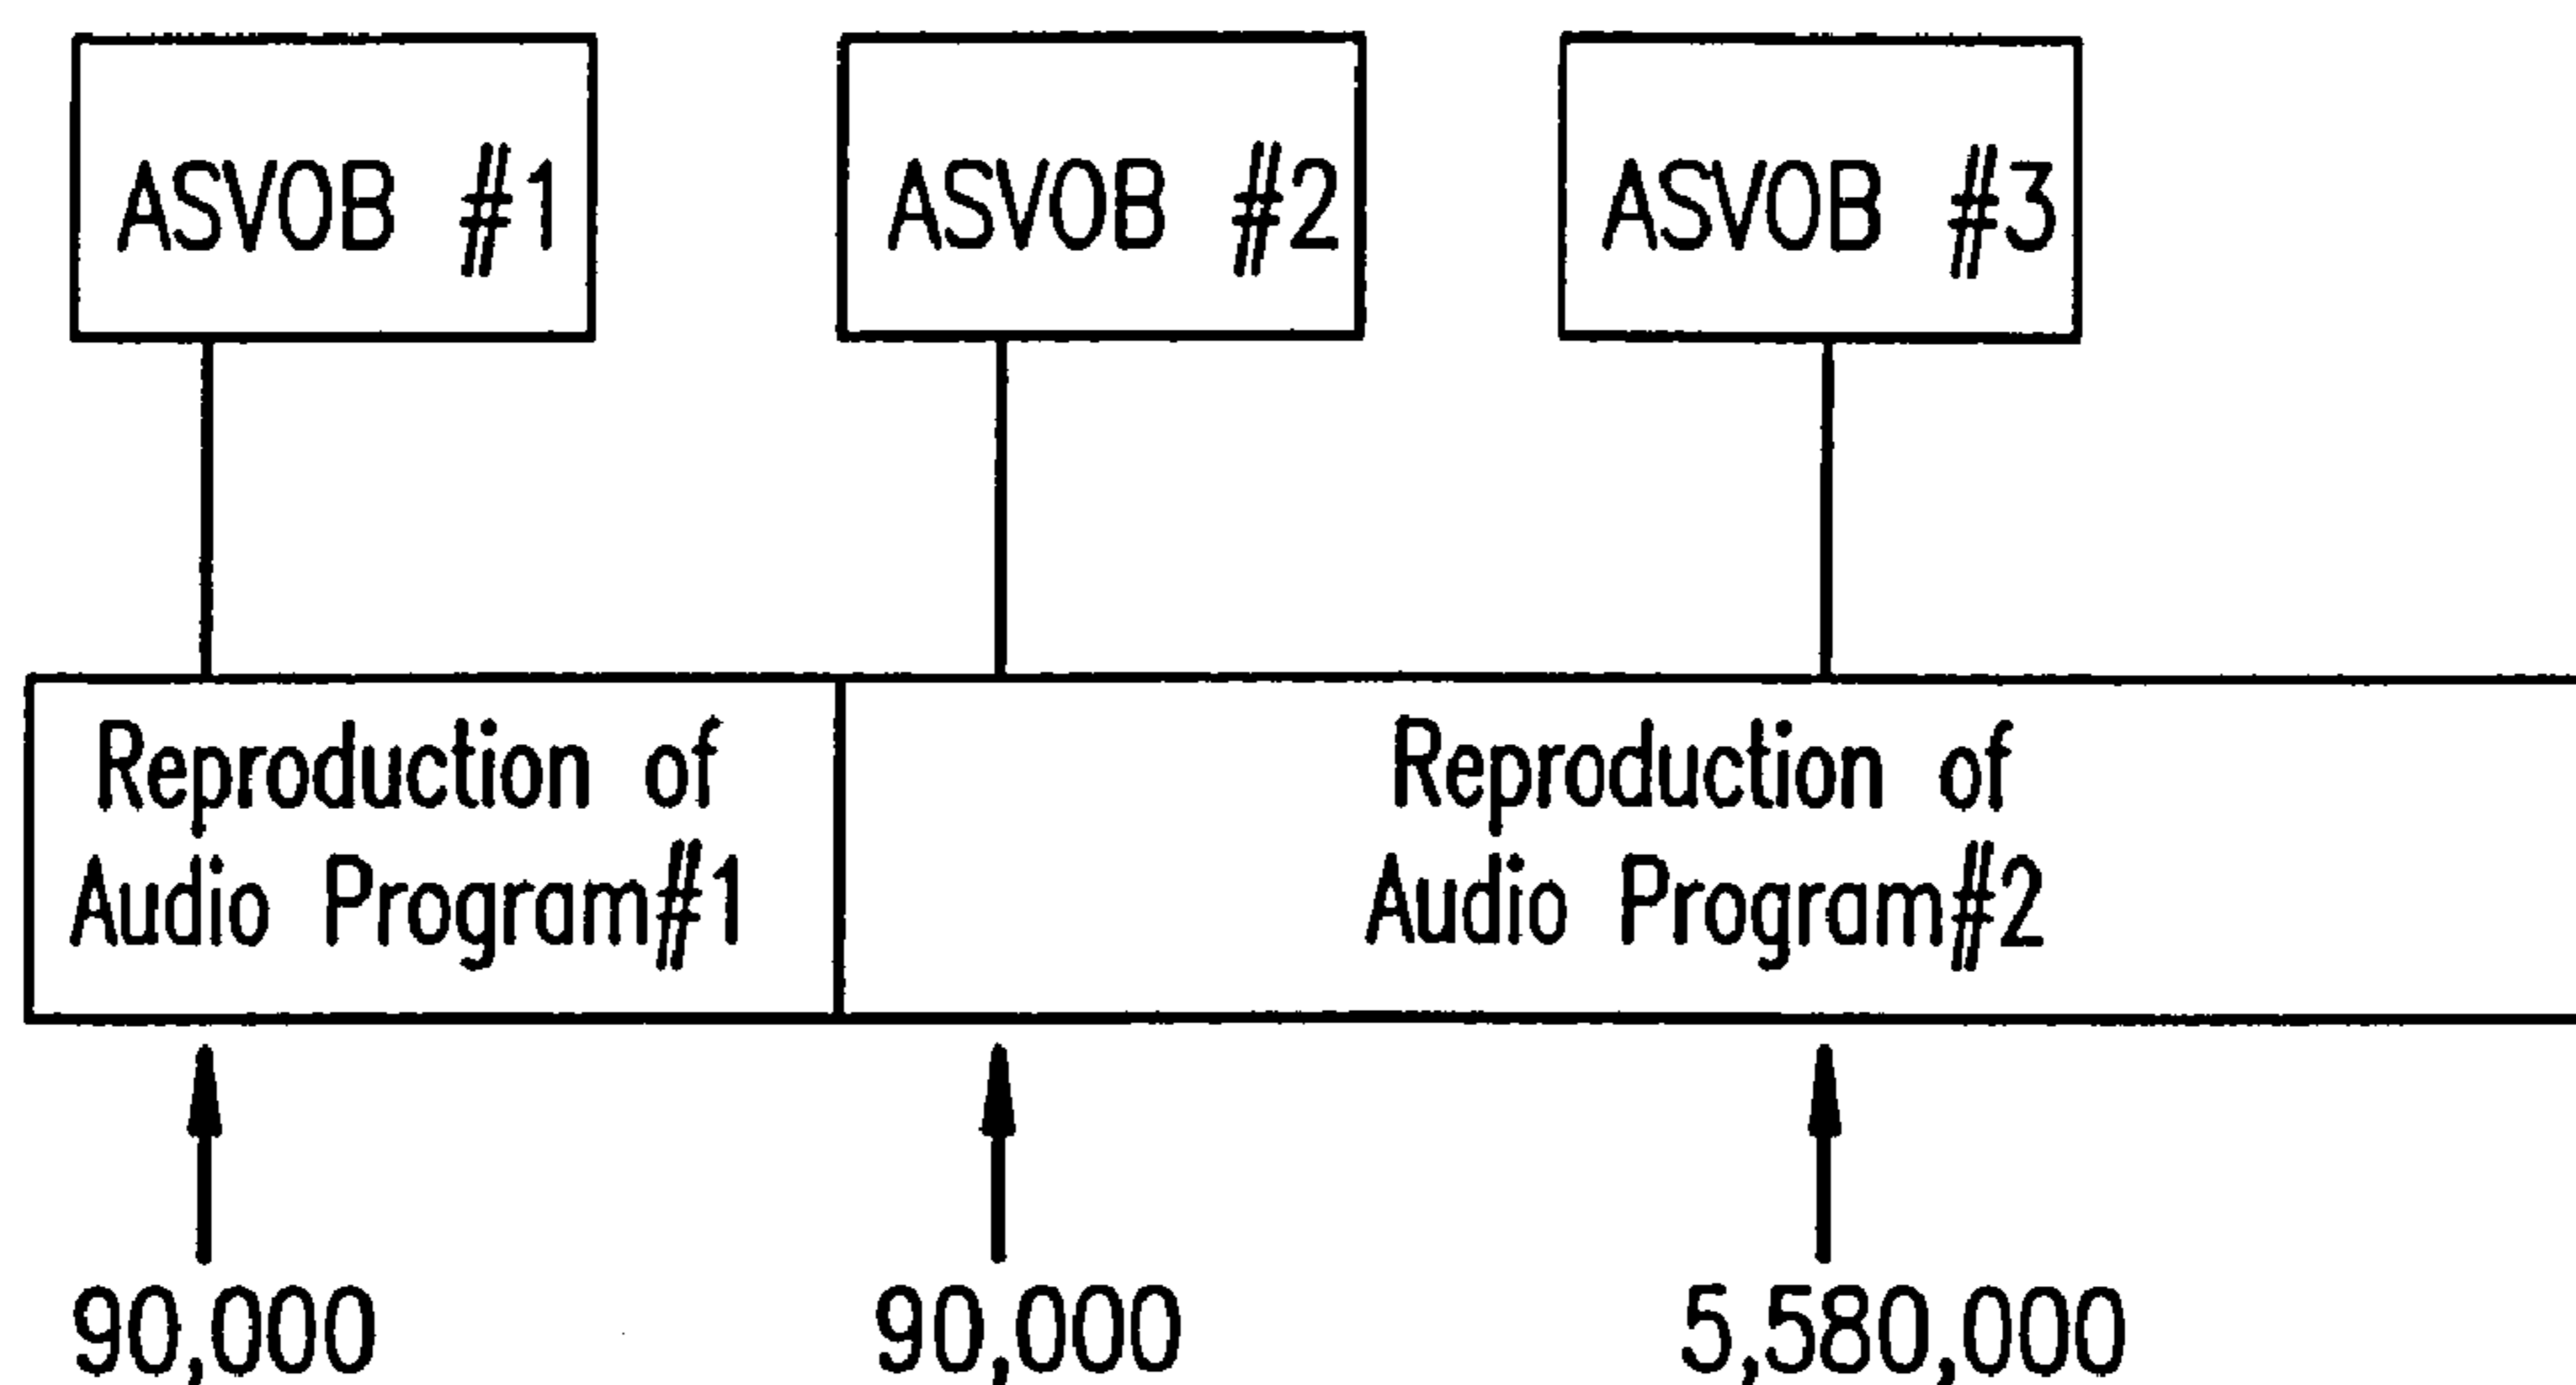 ASVOB #1
ASVOB #2
ASVOB #3
Reproduction of
Audio Program#1
Reproduction of
Audio Program#2
90,000
90,000
5,580,000